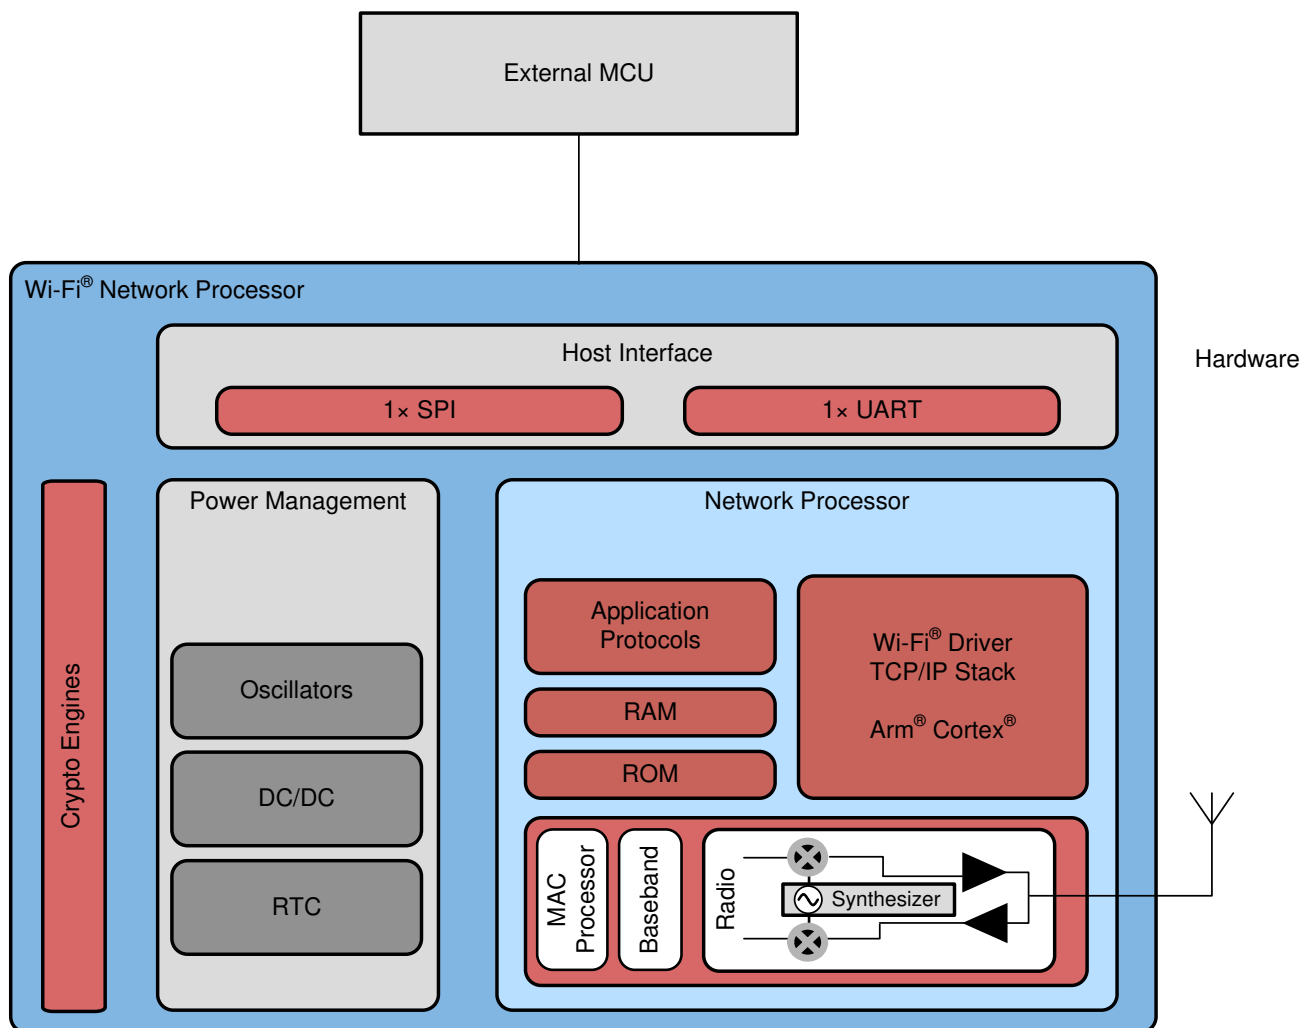 External MCU
Wi-Fi® Network Processor
Host Interface
Hardware
1× SPI
1× UART
Crypto Engines
Power Management
Oscillators
DC/DC
RTC
Network Processor
Application
Protocols
RAM
ROM
Wi-Fi® Driver
TCP/IP Stack
Arm® Cortex®
MAC
Processor
Baseband
Radio
Synthesizer